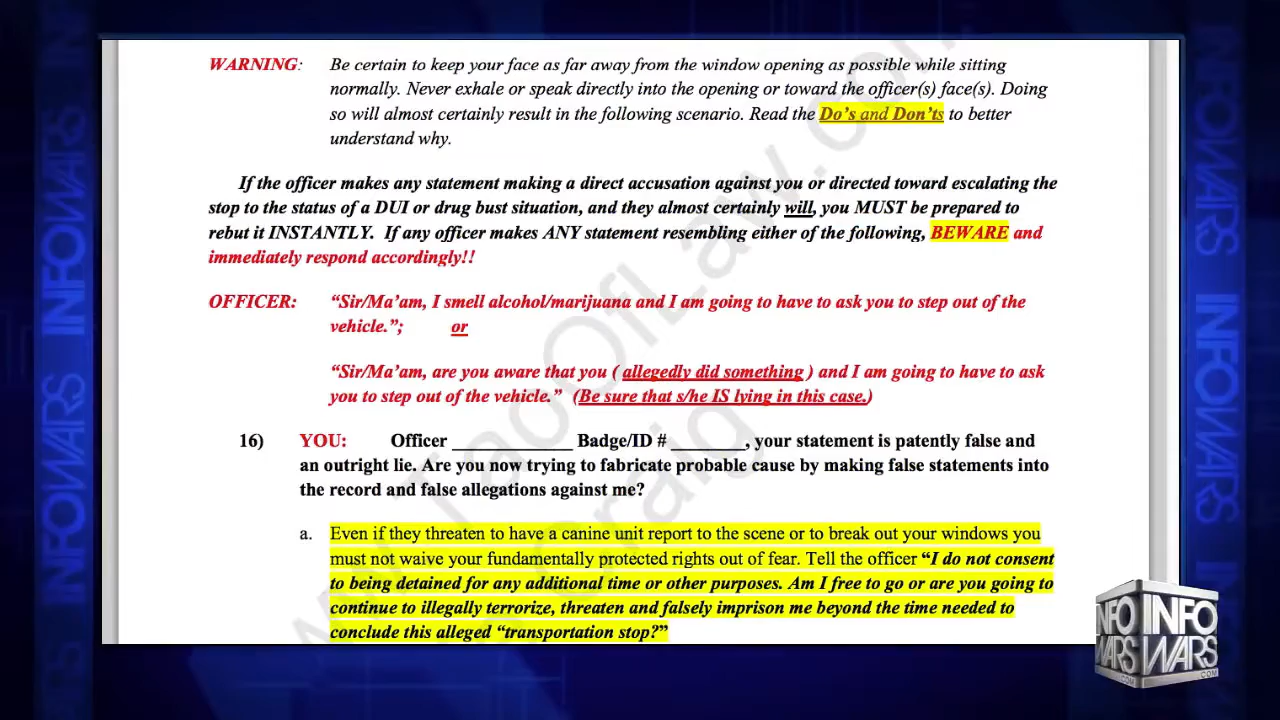 WARNING: Be certain to keep your face as far away from the window opening as possible while sitting
normally. Never exhale or speak directly into the opening or toward the officer(s) face(s). Doing
so will almost certainly result in the following scenario. Read the Do's and Don'ts to better
understand why.
If the officer makes any statement making a direct accusation against you or directed toward escalating the
stop to the status of a DUI or drug bust situation, and they almost certainly will, you MUST be prepared to
rebut it INSTANTLY. If any officer makes ANY statement resembling either of the following, BEWARE and
immediately respond accordingly!!
OFFICER: “Sir/Ma’am, I smell alcohol/marijuana and I am going to have to ask you to step out of the
vehicle.”; or
“Sir/Ma’am, are you aware that you ( allegedly did something ) and I am going to have to ask
you to step out of the vehicle.” (Be sure that s/he IS lying in this case.)
16) YOU: Officer ____________ Badge/ID # _______, your statement is patently false and
an outright lie. Are you now trying to fabricate probable cause by making false statements into
the record and false allegations against me?
a. Even if they threaten to have a canine unit report to the scene or to break out your windows you
must not waive your fundamentally protected rights out of fear. Tell the officer “I do not consent
to being detained for any additional time or other purposes. Am I free to go or are you going to
continue to illegally terrorize, threaten and falsely imprison me beyond the time needed to
conclude this alleged “transportation stop?”
www.TaoOfLaw.com
Craig
INFOWARS
INFOWARS
INFOWARS
INFOWARS
INFO
WARS
.COM
INFO
WARS
.COM